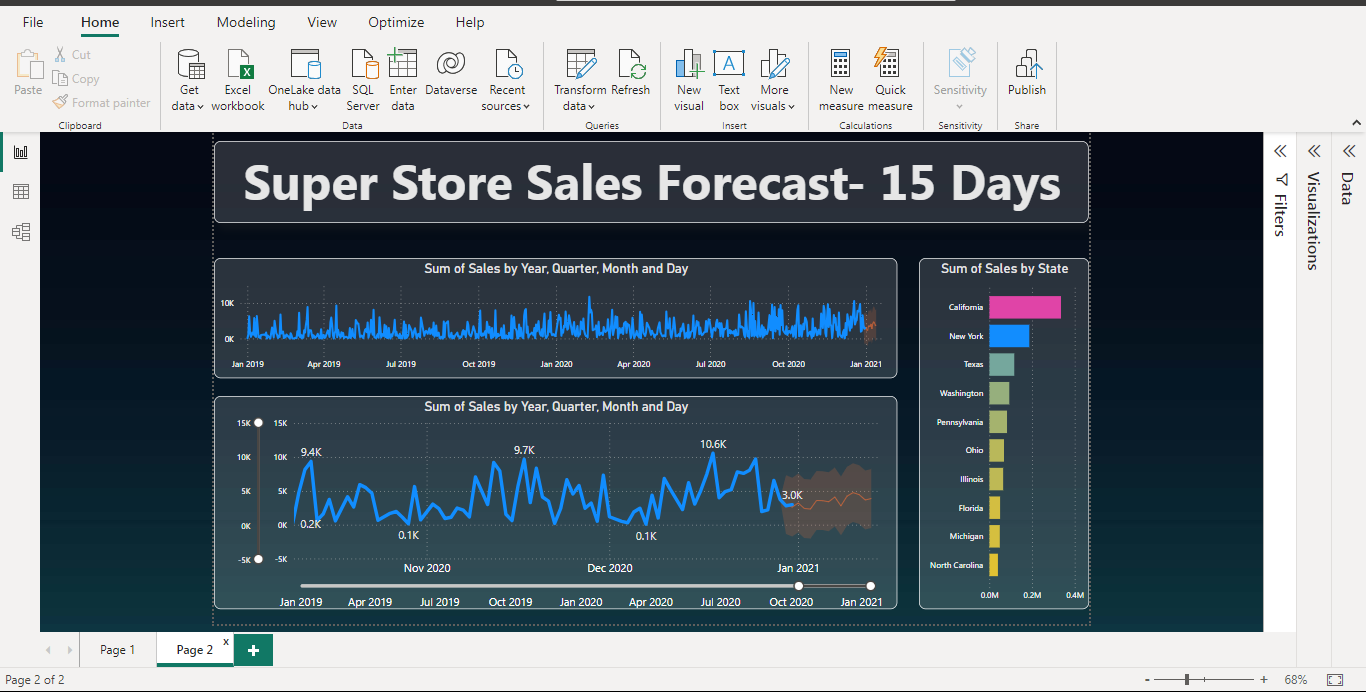 File Home Insert Modeling View Optimize Help
Paste
Cut
Copy
Format painter
Clipboard
Get data
Excel workbook
OneLake data hub
SQL Server
Enter data
Dataverse
Recent sources
Data
Transform data
Refresh
Queries
New visual
Text box
More visuals
Insert
New measure
Quick measure
Calculations
Sensitivity
Sensitivity
Publish
Share
Super Store Sales Forecast- 15 Days
Sum of Sales by Year, Quarter, Month and Day
10K
0K
Jan 2019 Apr 2019 Jul 2019 Oct 2019 Jan 2020 Apr 2020 Jul 2020 Oct 2020 Jan 2021
Sum of Sales by Year, Quarter, Month and Day
15K 15K
10K 10K
5K 5K
0K 0K
-5K -5K
9.4K
0.2K
0.1K
9.7K
0.1K
10.6K
3.0K
Nov 2020 Dec 2020 Jan 2021
Jan 2019 Apr 2019 Jul 2019 Oct 2019 Jan 2020 Apr 2020 Jul 2020 Oct 2020 Jan 2021
Sum of Sales by State
California
New York
Texas
Washington
Pennsylvania
Ohio
Illinois
Florida
Michigan
North Carolina
0.0M 0.2M 0.4M
Filters
Visualizations
Data
Page 1
Page 2 x
+
Page 2 of 2
- + 68%